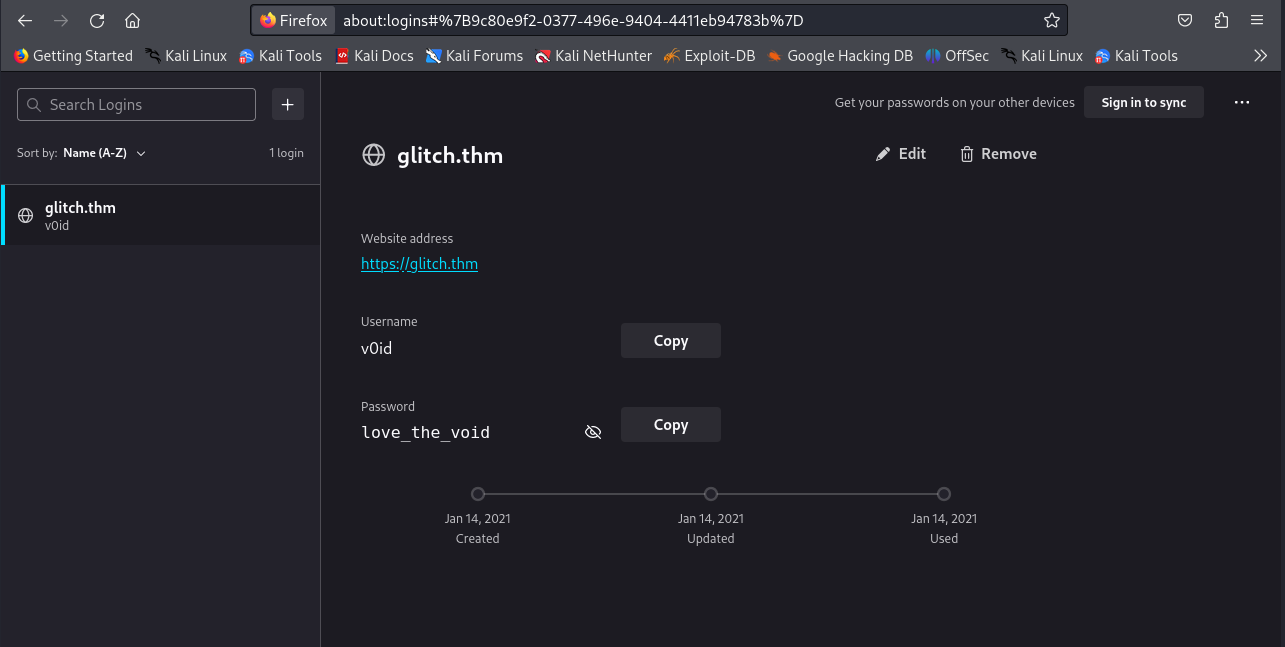 Firefox about:logins#%7B9c80e9f2-0377-496e-9404-4411eb94783b%7D
Getting Started Kali Linux Kali Tools Kali Docs Kali Forums Kali NetHunter Exploit-DB Google Hacking DB OffSec Kali Linux Kali Tools
Search Logins
Sort by: Name (A-Z) 1 login
glitch.thm
v0id
Get your passwords on your other devices Sign in to sync
glitch.thm Edit Remove
Website address
https://glitch.thm
Username
v0id Copy
Password
love_the_void Copy
Jan 14, 2021 Jan 14, 2021 Jan 14, 2021
Created Updated Used